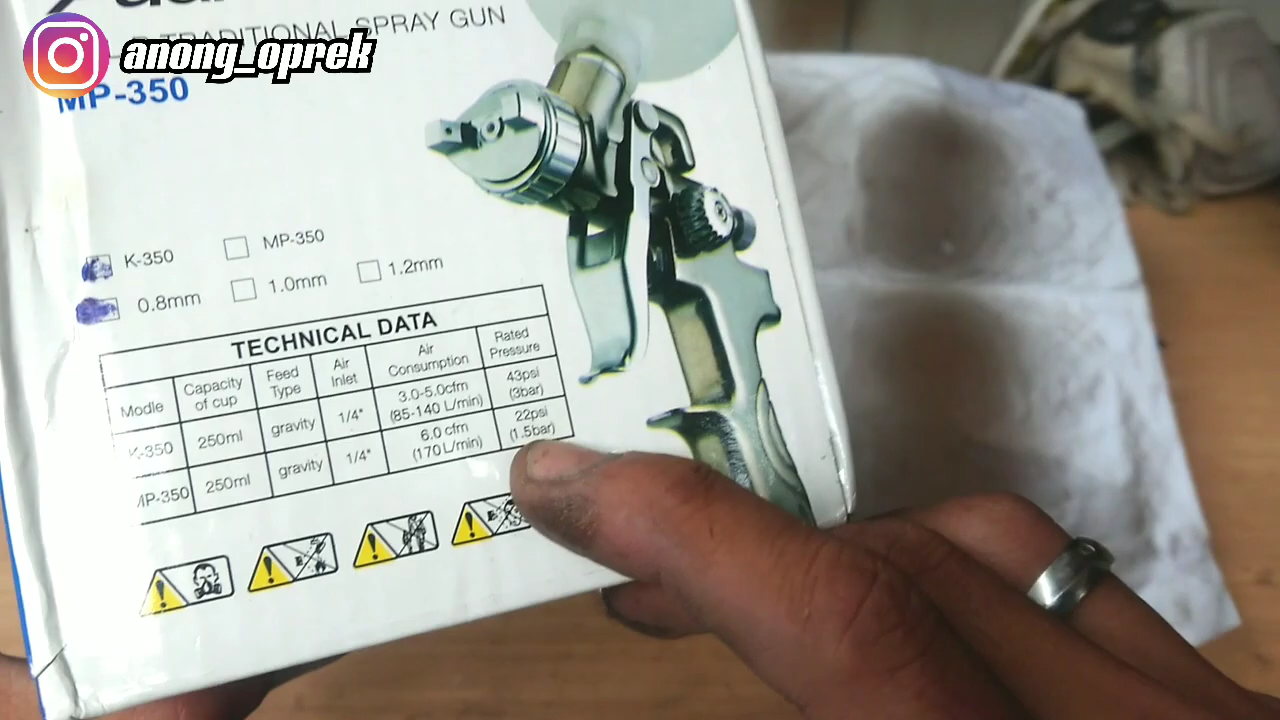 TRADITIONAL SPRAY GUN
anong_oprek
MP-350
K-350
MP-350
0.8mm
1.0mm
1.2mm
TECHNICAL DATA
Modle Capacity of cup Feed Type Air Inlet Air Consumption Rated Pressure
K-350 250ml gravity 1/4" 3.0-5.0cfm (85-140 L/min) 43psi (3bar)
MP-350 250ml gravity 1/4" 6.0 cfm (170 L/min) 22psi (1.5bar)